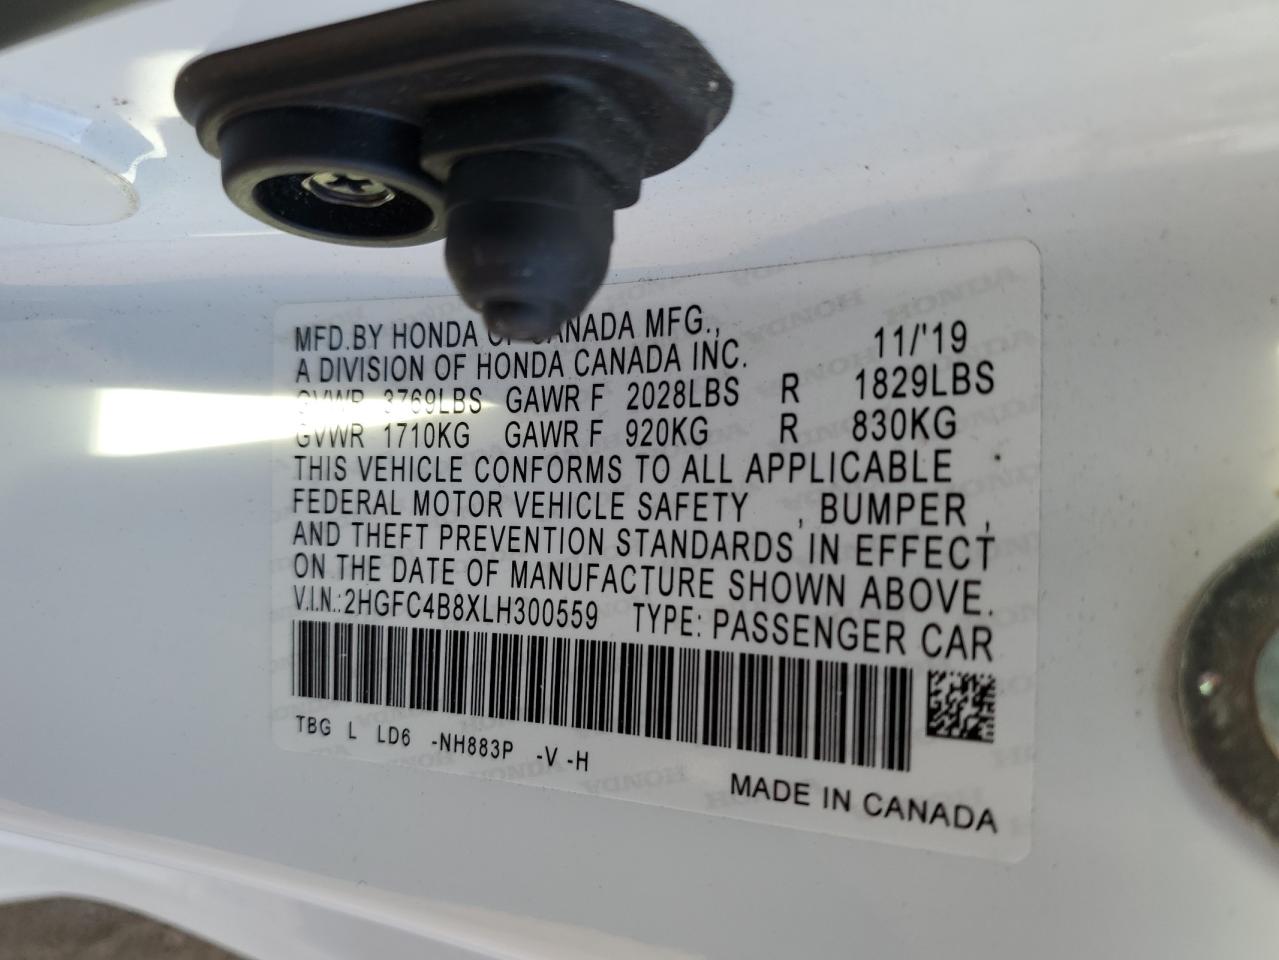 MFD.BY HONDA OF CANADA MFG., 11/'19
A DIVISION OF HONDA CANADA INC.
GVWR 3769LBS GAWR F 2028LBS R 1829LBS
GVWR 1710KG GAWR F 920KG R 830KG
THIS VEHICLE CONFORMS TO ALL APPLICABLE
FEDERAL MOTOR VEHICLE SAFETY , BUMPER ,
AND THEFT PREVENTION STANDARDS IN EFFECT
ON THE DATE OF MANUFACTURE SHOWN ABOVE.
V.I.N.:2HGFC4B8XLH300559 TYPE: PASSENGER CAR
TBG L LD6 -NH883P -V -H
MADE IN CANADA